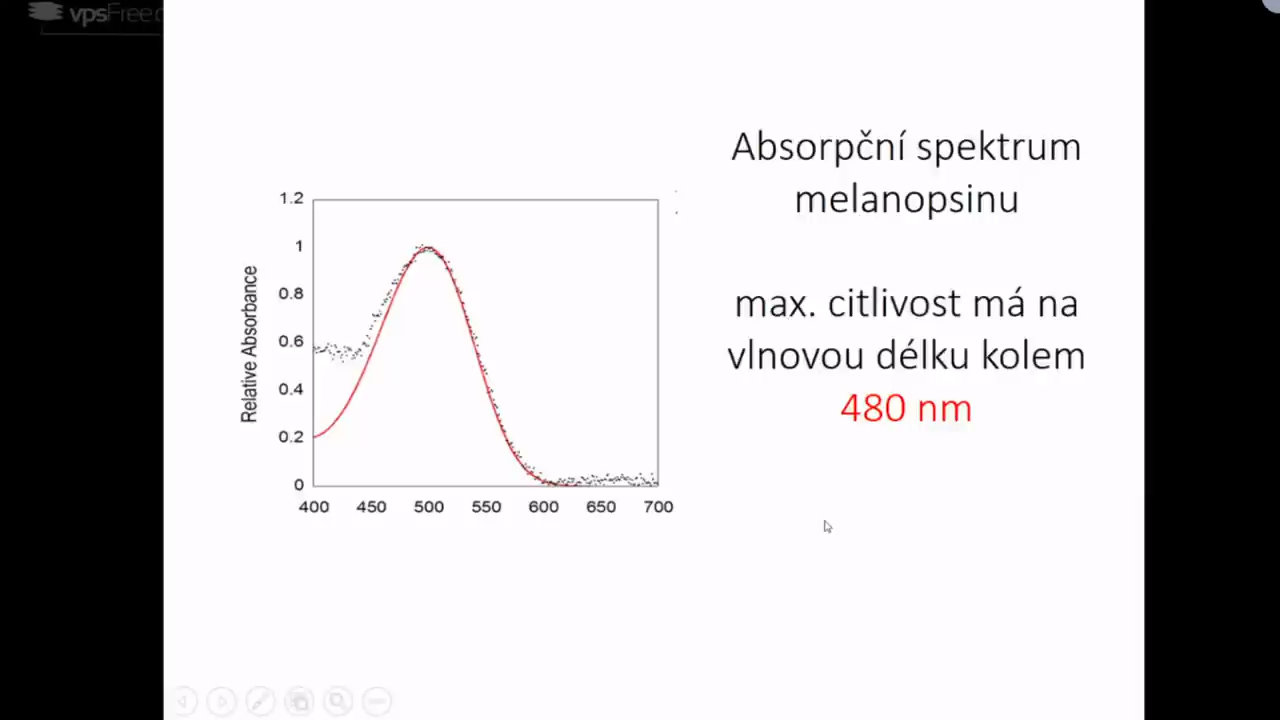 vpsFree.c
Absorpční spektrum
melanopsinu
max. citlivost má na
vlnovou délku kolem
480 nm
Relative Absorbance
1.2
1
0.8
0.6
0.4
0.2
0
400 450 500 550 600 650 700